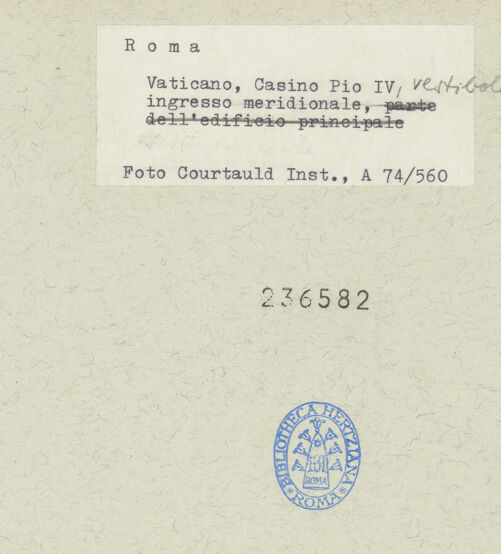 Roma
Vaticano, Casino Pio IV, vestibolo
ingresso meridionale, parte
dell'edificio principale
Foto Courtauld Inst., A 74/560
236582
BIBLIOTHECA HERTZIANA
ROMA
ROMA